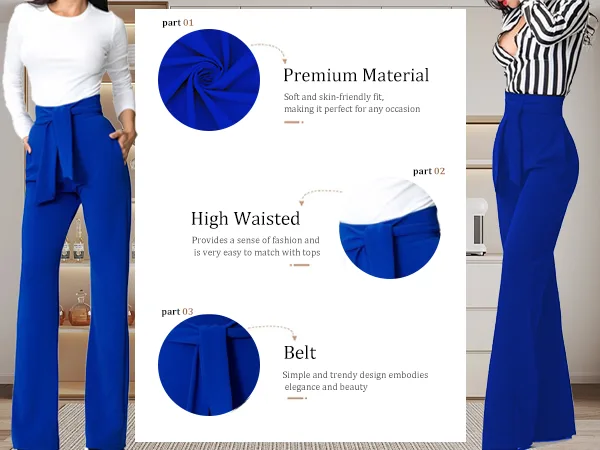 part 01
Premium Material
Soft and skin-friendly fit,
making it perfect for any occasion
part 02
High Waisted
Provides a sense of fashion and
is very easy to match with tops
part 03
Belt
Simple and trendy design embodies
elegance and beauty